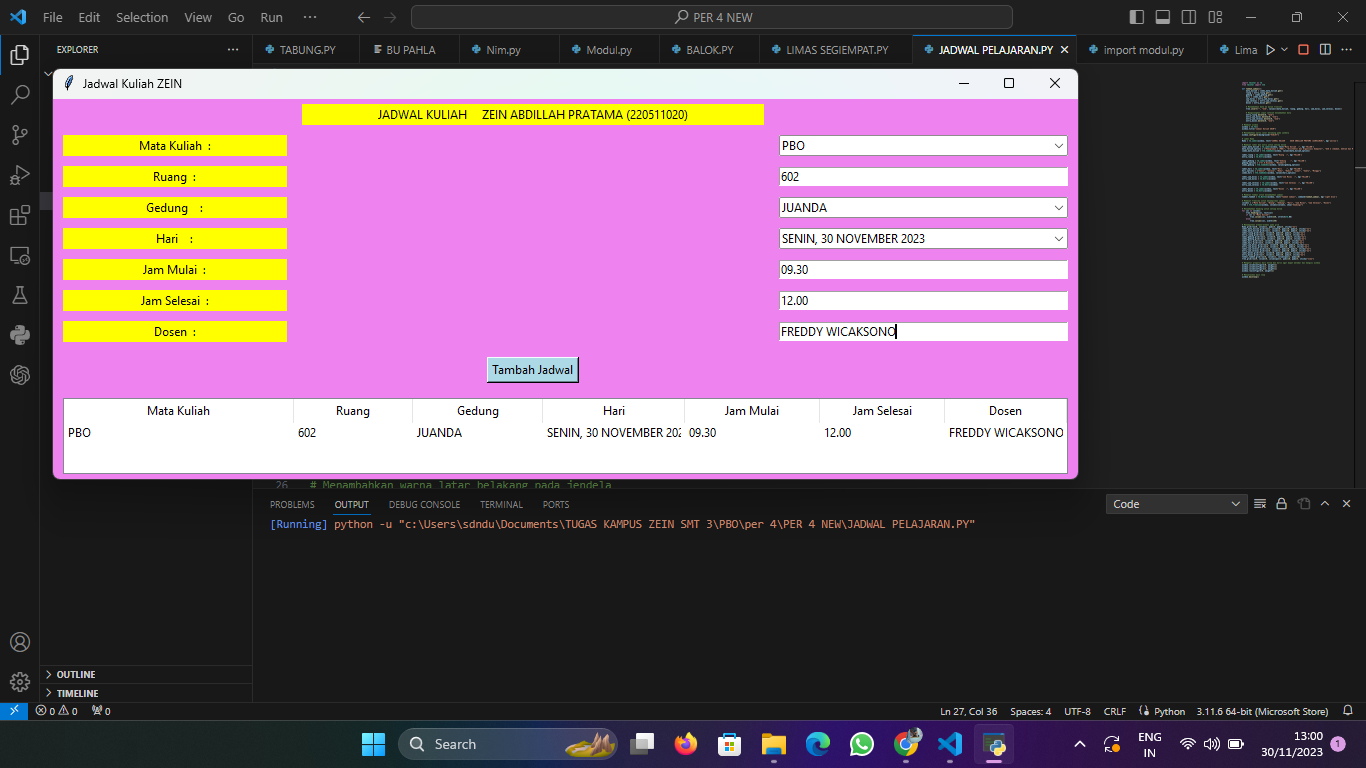 File Edit Selection View Go Run ··· PER 4 NEW
EXPLORER ··· TABUNG.PY BU PAHLA Nim.py Modul.py BALOK.PY LIMAS SEGIEMPAT.PY JADWAL PELAJARAN.PY import modul.py Lima
Jadwal Kuliah ZEIN
JADWAL KULIAH ZEIN ABDILLAH PRATAMA (220511020)
Mata Kuliah : PBO
Ruang : 602
Gedung : JUANDA
Hari : SENIN, 30 NOVEMBER 2023
Jam Mulai : 09.30
Jam Selesai : 12.00
Dosen : FREDDY WICAKSONO
Tambah Jadwal
Mata Kuliah Ruang Gedung Hari Jam Mulai Jam Selesai Dosen
PBO 602 JUANDA SENIN, 30 NOVEMBER 202 09.30 12.00 FREDDY WICAKSONO
26 # Menambahkan warna latar belakang pada jendela
PROBLEMS OUTPUT DEBUG CONSOLE TERMINAL PORTS Code
[Running] python -u "c:\Users\sdndu\Documents\TUGAS KAMPUS ZEIN SMT 3\PBO\per 4\PER 4 NEW\JADWAL PELAJARAN.PY"
OUTLINE
TIMELINE
0 0 0 Ln 27, Col 36 Spaces: 4 UTF-8 CRLF Python 3.11.6 64-bit (Microsoft Store)
Search ENG IN 13:00 30/11/2023 1